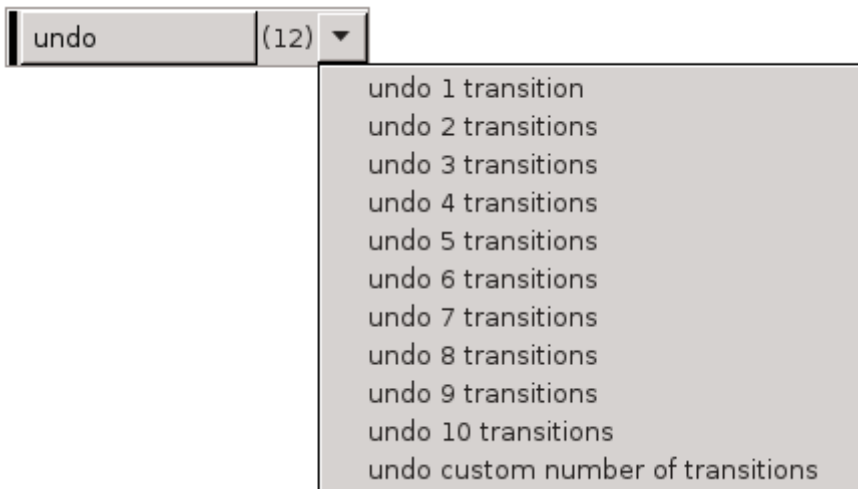 undo (12)
undo 1 transition
undo 2 transitions
undo 3 transitions
undo 4 transitions
undo 5 transitions
undo 6 transitions
undo 7 transitions
undo 8 transitions
undo 9 transitions
undo 10 transitions
undo custom number of transitions